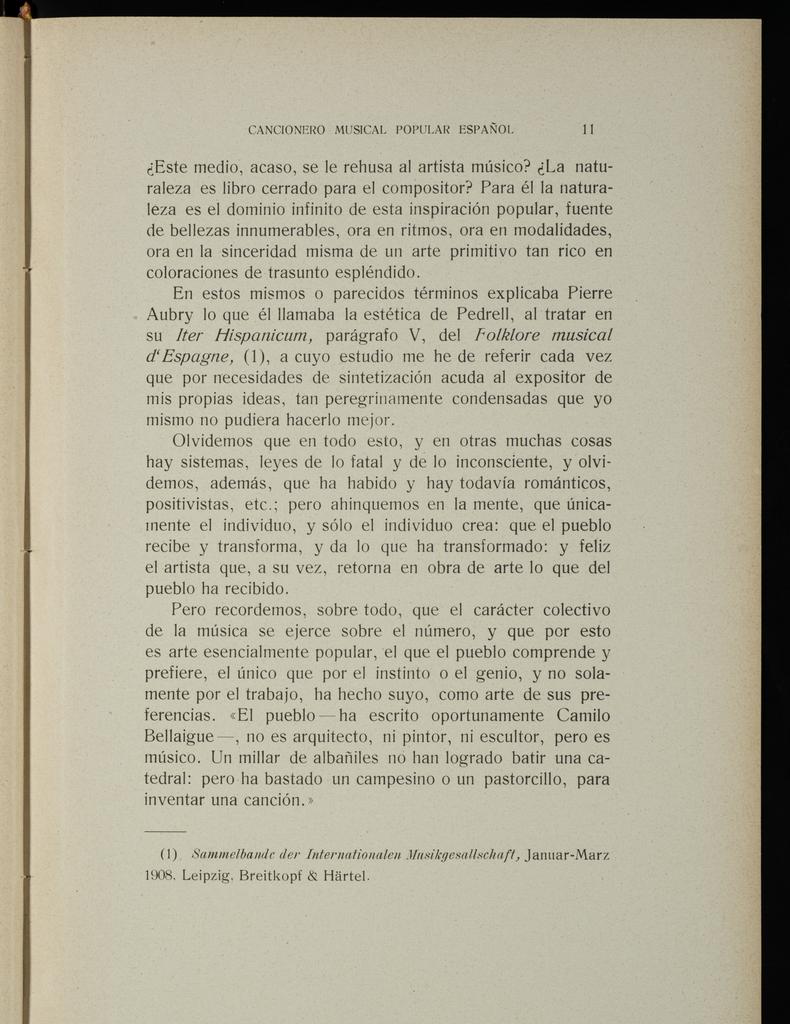 CANCIONERO MUSICAL POPULAR ESPAÑOL 11
¿Este medio, acaso, se le rehusa al artista músico? ¿La natu-
raleza es libro cerrado para el compositor? Para él la natura-
leza es el dominio infinito de esta inspiración popular, fuente
de bellezas innumerables, ora en ritmos, ora en modalidades,
ora en la sinceridad misma de un arte primitivo tan rico en
coloraciones de trasunto espléndido.
En estos mismos o parecidos términos explicaba Pierre
Aubry lo que él llamaba la estética de Pedrell, al tratar en
su Iter Hispanicum, parágrafo V, del Folklore musical
d'Espagne, (1), a cuyo estudio me he de referir cada vez
que por necesidades de sintetización acuda al expositor de
mis propias ideas, tan peregrinamente condensadas que yo
mismo no pudiera hacerlo mejor.
Olvidemos que en todo esto, y en otras muchas cosas
hay sistemas, leyes de lo fatal y de lo inconsciente, y olvi-
demos, además, que ha habido y hay todavía románticos,
positivistas, etc.; pero ahinquemos en la mente, que única-
mente el individuo, y sólo el individuo crea: que el pueblo
recibe y transforma, y da lo que ha transformado: y feliz
el artista que, a su vez, retorna en obra de arte lo que del
pueblo ha recibido.
Pero recordemos, sobre todo, que el carácter colectivo
de la música se ejerce sobre el número, y que por esto
es arte esencialmente popular, el que el pueblo comprende y
prefiere, el único que por el instinto o el genio, y no sola-
mente por el trabajo, ha hecho suyo, como arte de sus pre-
ferencias. «El pueblo — ha escrito oportunamente Camilo
Bellaigue —, no es arquitecto, ni pintor, ni escultor, pero es
músico. Un millar de albañiles no han logrado batir una ca-
tedral: pero ha bastado un campesino o un pastorcillo, para
inventar una canción.»
(1) Sammelbande der Internationalen Musikgesallschaft, Januar-Marz
1908. Leipzig, Breitkopf & Härtel.